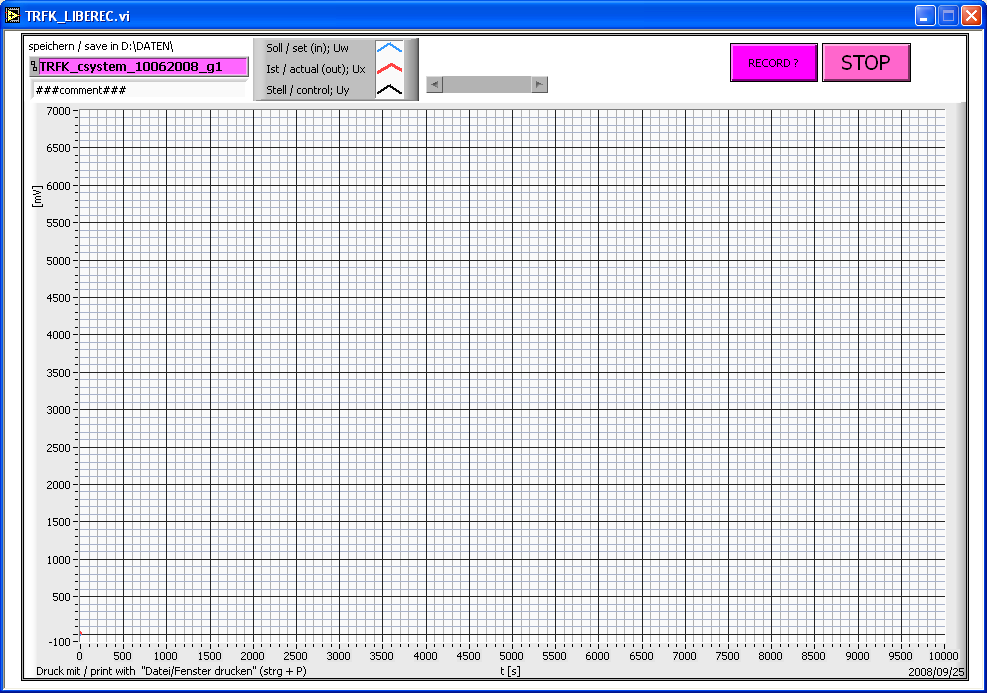 TRFK_LIBEREC.vi
speichern / save in D:\DATEN\
TRFK_csystem_10062008_g1
###comment###
Soll / set (in); Uw
Ist / actual (out); Ux
Stell / control; Uy
RECORD ?
STOP
7000
6500
6000
[mV]
5500
5000
4500
4000
3500
3000
2500
2000
1500
1000
500
-100
0 500 1000 1500 2000 2500 3000 3500 4000 4500 5000 5500 6000 6500 7000 7500 8000 8500 9000 9500 10000
Druck mit / print with "Datei/Fenster drucken" (strg + P)
t [s]
2008/09/25